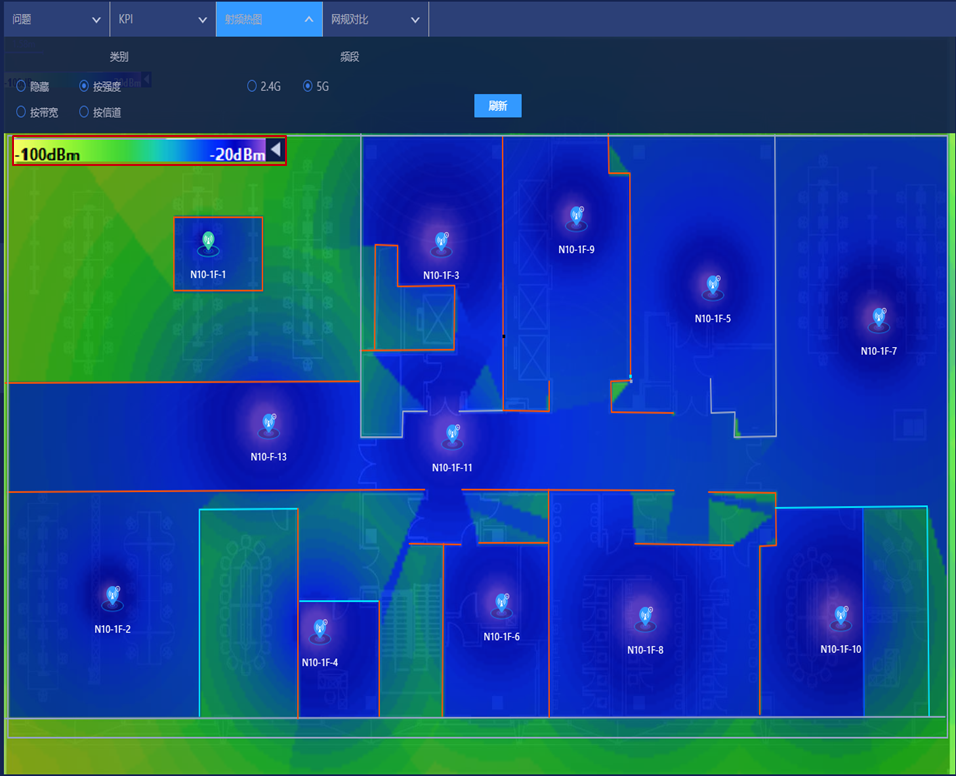 问题
KPI
射频热图
网规对比
类别
频段
隐藏
按强度
2.4G
5G
按带宽
按信道
刷新
-100dBm
-20dBm
N10-1F-1
N10-1F-3
N10-1F-9
N10-1F-5
N10-1F-7
N10-F-13
N10-1F-11
N10-1F-2
N10-1F-4
N10-1F-6
N10-1F-8
N10-1F-10